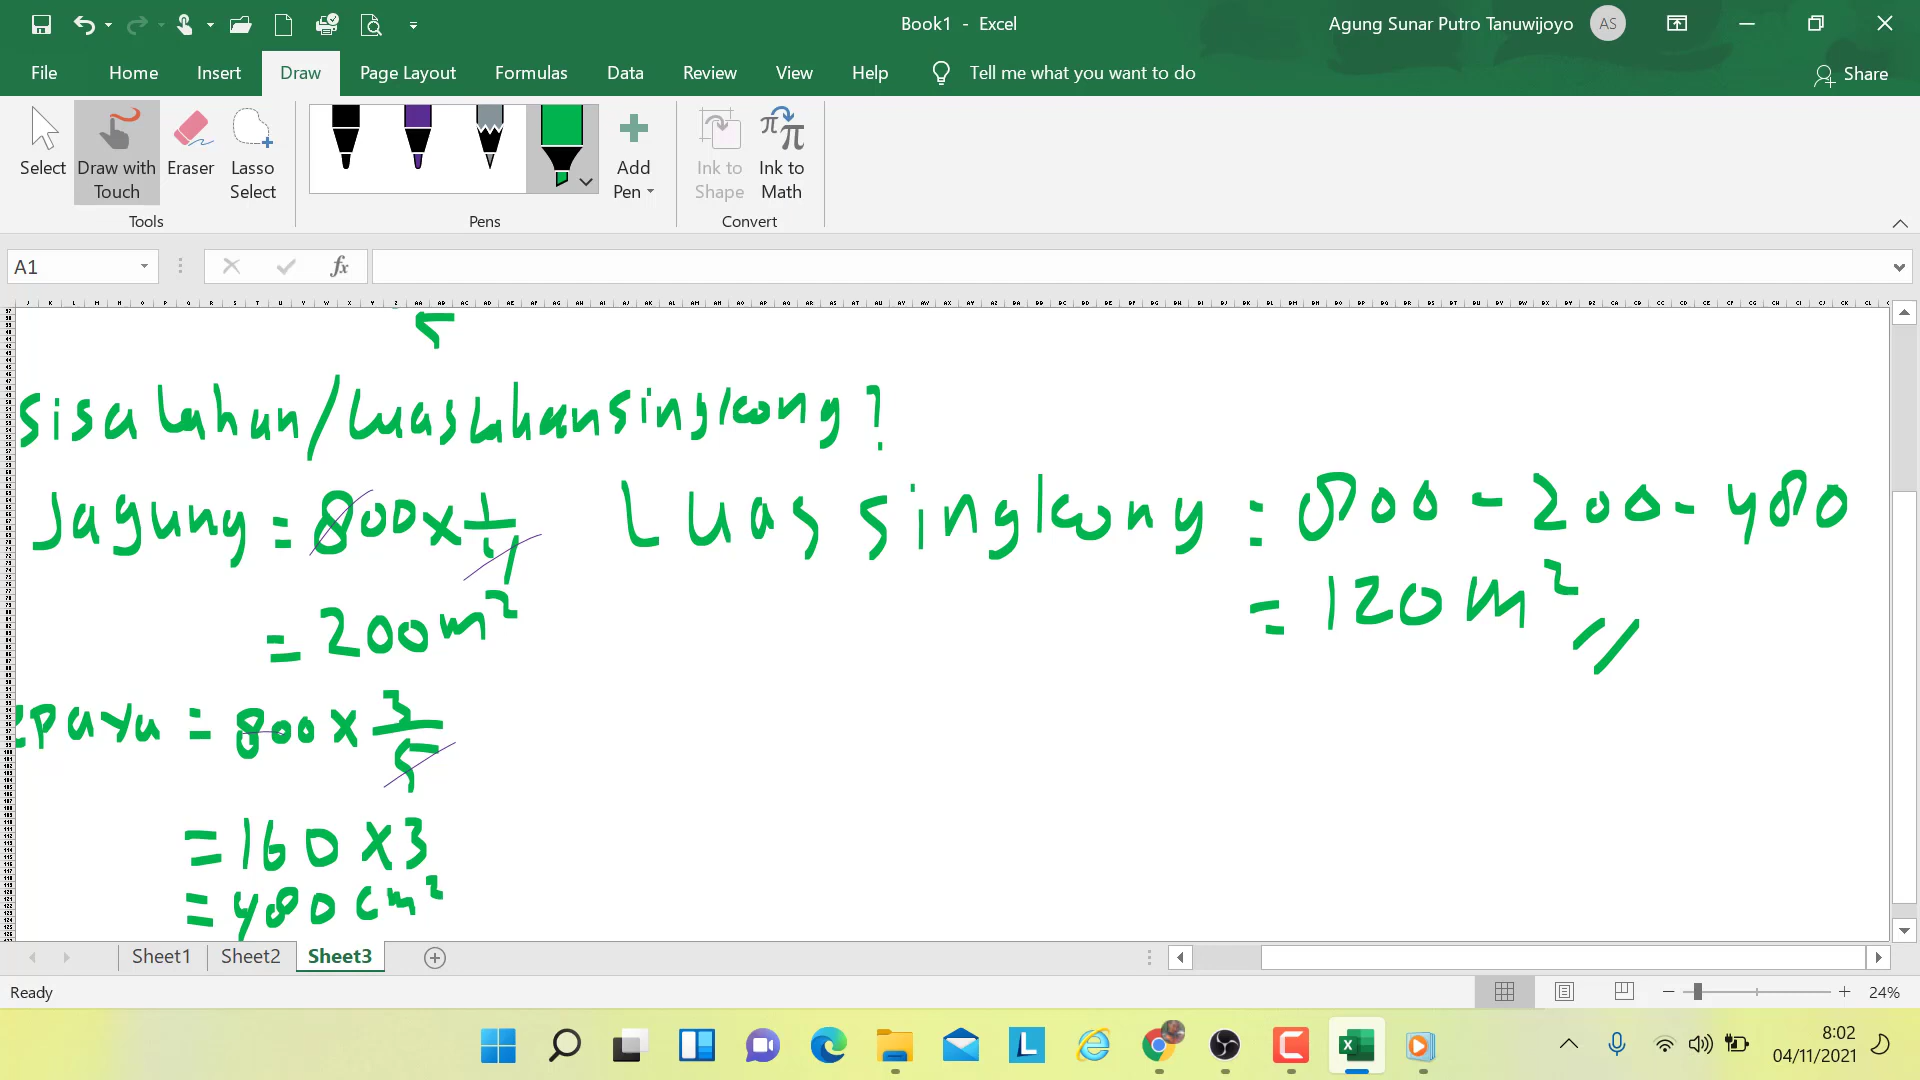 Book1 - Excel
Agung Sunar Putro Tanuwijoyo
AS
File Home Insert Draw Page Layout Formulas Data Review View Help Tell me what you want to do
Share
Select
Draw with Touch
Eraser
Lasso Select
Add Pen
Ink to Shape
Ink to Math
Tools
Pens
Convert
A1
fx
5
Sisa Lahan/Luas Lahan singkong?
Jagung = 800 x 1/4
= 200 m²
Luas singkong = 800 - 200 - 480
= 120 m²
epaya = 800 x 3/5
= 160 x 3
= 480 cm²
Sheet1 Sheet2 Sheet3
Ready
24%
8:02
04/11/2021